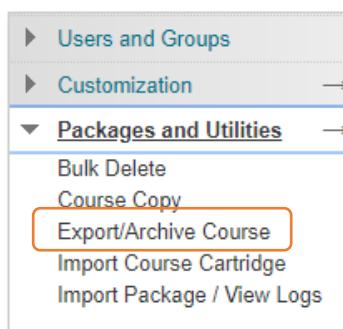 Users and Groups
Customization
Packages and Utilities
Bulk Delete
Course Copy
Export/Archive Course
Import Course Cartridge
Import Package / View Logs